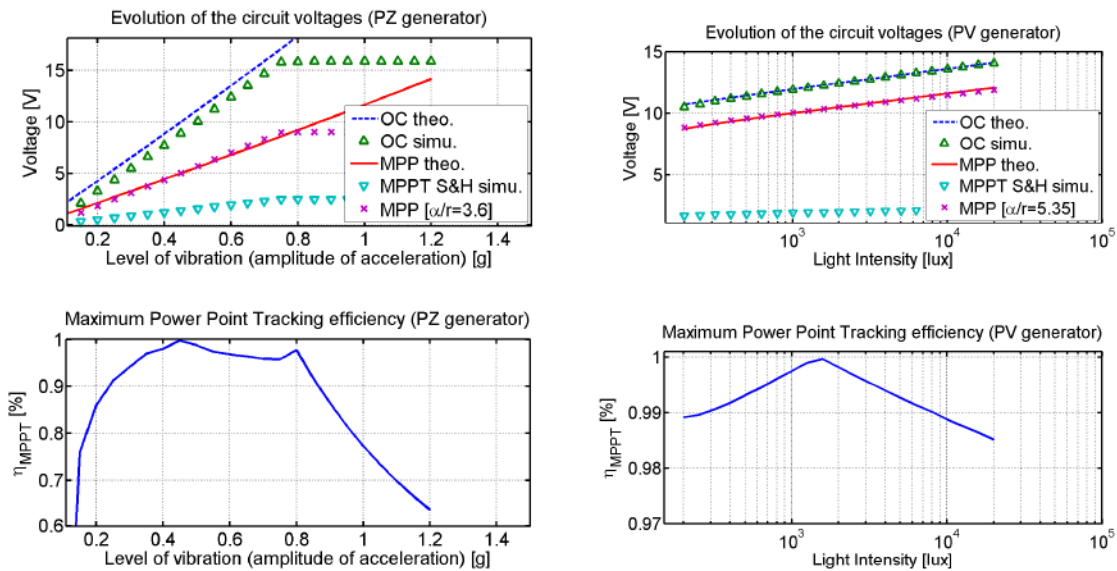 Evolution of the circuit voltages (PZ generator)
Voltage [V]
15
10
5
0
OC theo.
OC simu.
MPP theo.
MPPT S&H simu.
MPP [α/r=3.6]
0.2 0.4 0.6 0.8 1 1.2 1.4
Level of vibration (amplitude of acceleration) [g]
Evolution of the circuit voltages (PV generator)
Voltage [V]
15
10
5
OC theo.
OC simu.
MPP theo.
MPPT S&H simu.
MPP [α/r=5.35]
10³ 10⁴ 10⁵
Light Intensity [lux]
Maximum Power Point Tracking efficiency (PZ generator)
ηMPPT [%]
1
0.9
0.8
0.7
0.6
0.2 0.4 0.6 0.8 1 1.2 1.4
Level of vibration (amplitude of acceleration) [g]
Maximum Power Point Tracking efficiency (PV generator)
ηMPPT [%]
1
0.99
0.98
0.97
10³ 10⁴ 10⁵
Light Intensity [lux]